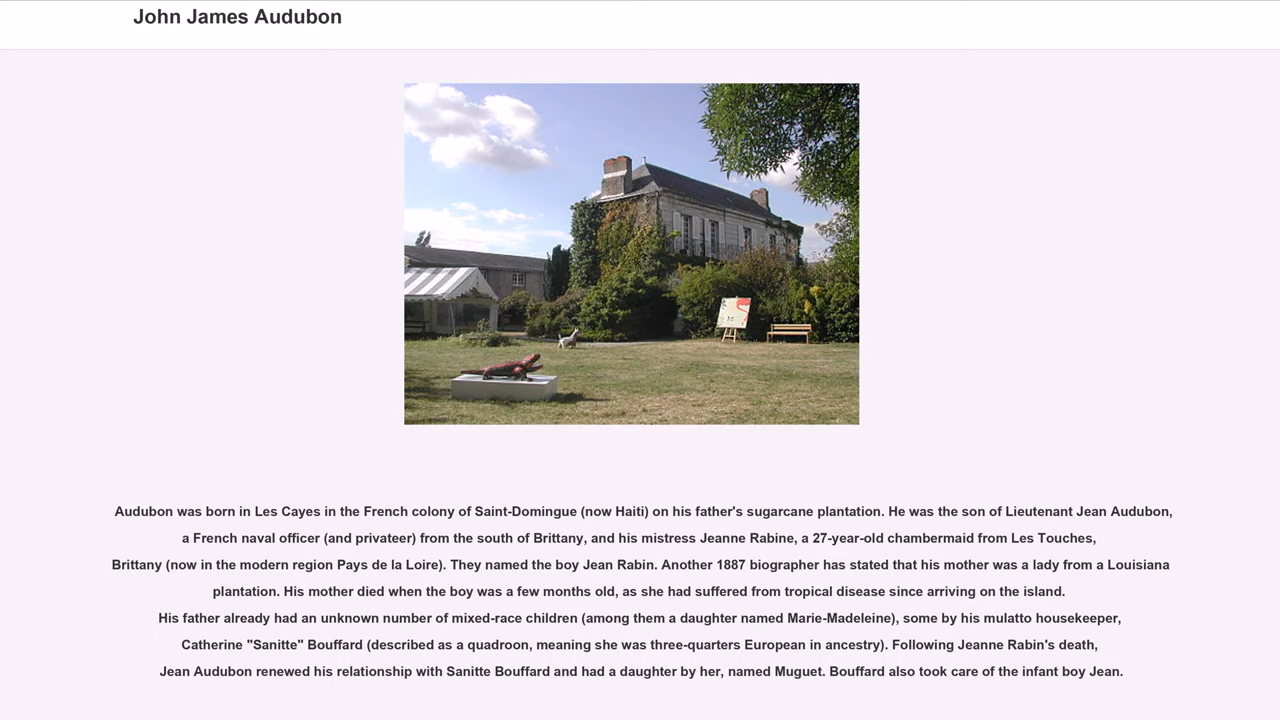 John James Audubon
Audubon was born in Les Cayes in the French colony of Saint-Domingue (now Haiti) on his father's sugarcane plantation. He was the son of Lieutenant Jean Audubon,
a French naval officer (and privateer) from the south of Brittany, and his mistress Jeanne Rabine, a 27-year-old chambermaid from Les Touches,
Brittany (now in the modern region Pays de la Loire). They named the boy Jean Rabin. Another 1887 biographer has stated that his mother was a lady from a Louisiana
plantation. His mother died when the boy was a few months old, as she had suffered from tropical disease since arriving on the island.
His father already had an unknown number of mixed-race children (among them a daughter named Marie-Madeleine), some by his mulatto housekeeper,
Catherine "Sanitte" Bouffard (described as a quadroon, meaning she was three-quarters European in ancestry). Following Jeanne Rabin's death,
Jean Audubon renewed his relationship with Sanitte Bouffard and had a daughter by her, named Muguet. Bouffard also took care of the infant boy Jean.